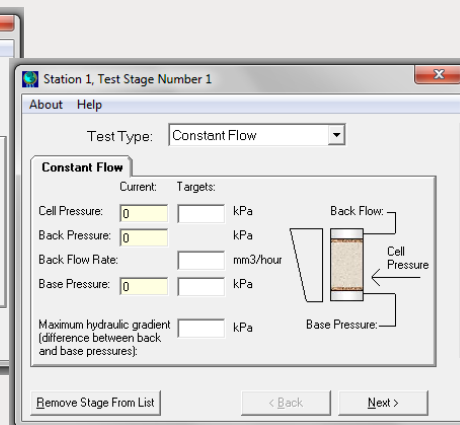 Station 1, Test Stage Number 1
About Help
Test Type: Constant Flow
Constant Flow
Current: Targets:
Cell Pressure: 0 kPa
Back Pressure: 0 kPa
Back Flow Rate: mm3/hour
Base Pressure: 0 kPa
Maximum hydraulic gradient kPa
(difference between back
and base pressures):
Back Flow:
Cell
Pressure
Base Pressure:
Remove Stage From List < Back Next >